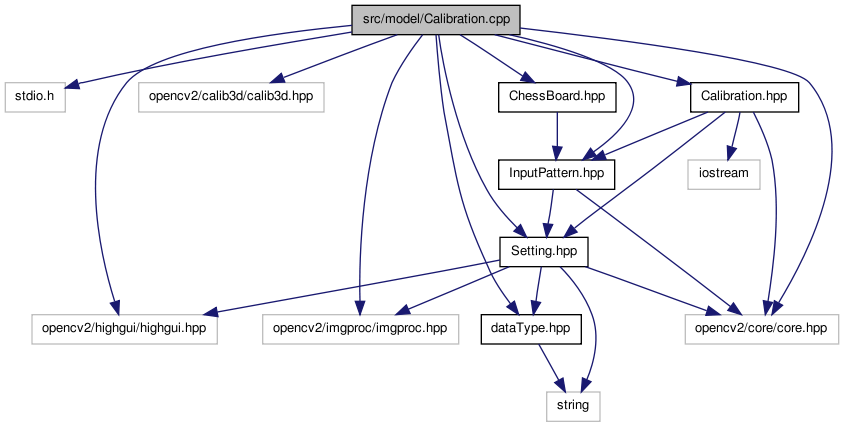 src/model/Calibration.cpp
stdio.h
opencv2/calib3d/calib3d.hpp
ChessBoard.hpp
Calibration.hpp
InputPattern.hpp
iostream
Setting.hpp
opencv2/highgui/highgui.hpp
opencv2/imgproc/imgproc.hpp
dataType.hpp
opencv2/core/core.hpp
string